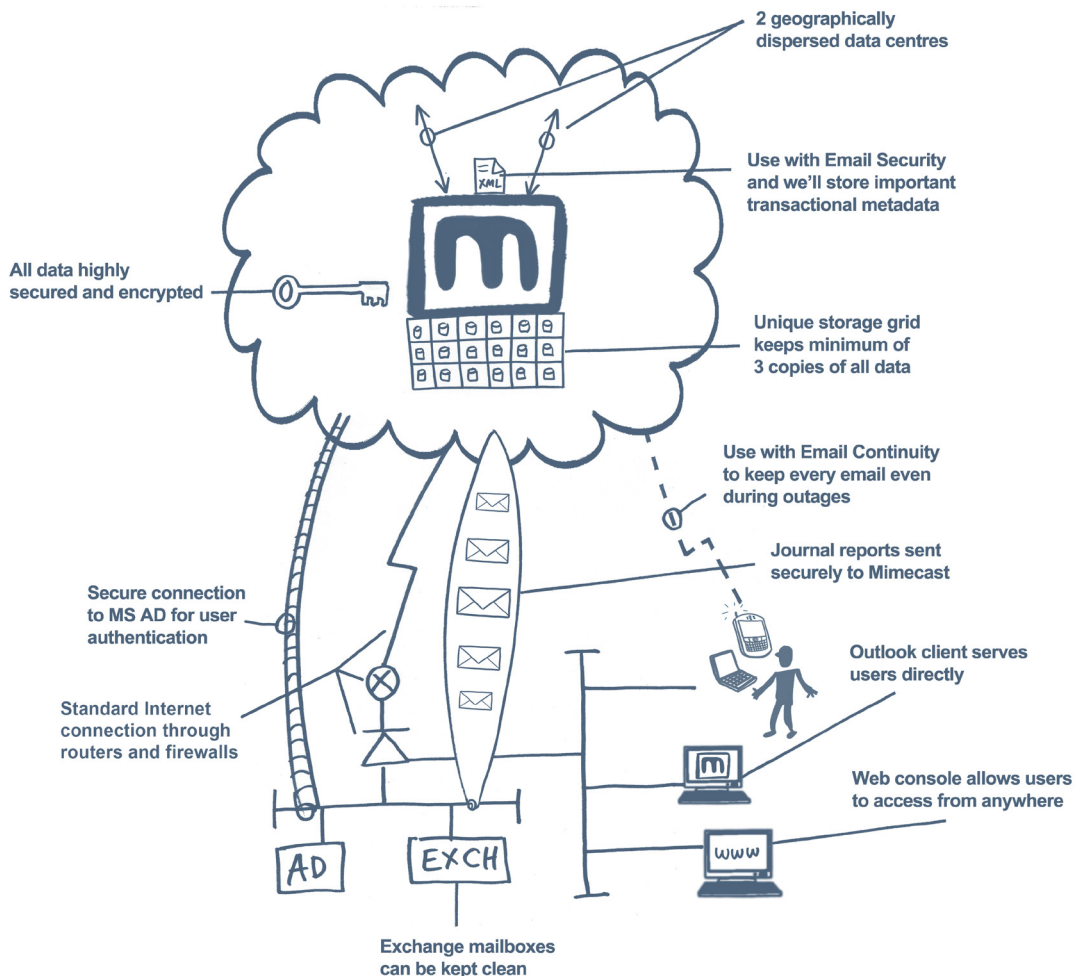 2 geographically
dispersed data centres
XML
Use with Email Security
and we'll store important
transactional metadata
m
All data highly
secured and encrypted
Unique storage grid
keeps minimum of
3 copies of all data
Use with Email Continuity
to keep every email even
during outages
Journal reports sent
securely to Mimecast
Secure connection
to MS AD for user
authentication
Outlook client serves
users directly
Standard Internet
connection through
routers and firewalls
m
Web console allows users
to access from anywhere
www
AD
EXCH
Exchange mailboxes
can be kept clean